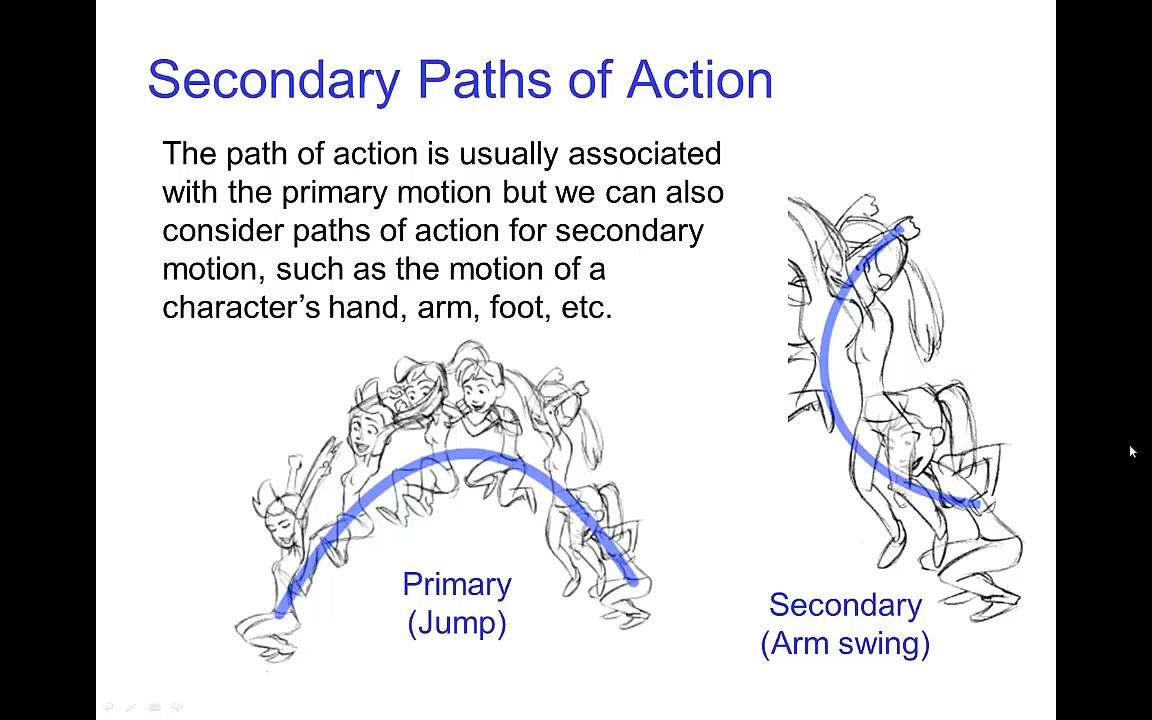 Secondary Paths of Action
The path of action is usually associated
with the primary motion but we can also
consider paths of action for secondary
motion, such as the motion of a
character’s hand, arm, foot, etc.
Primary
(Jump)
Secondary
(Arm swing)